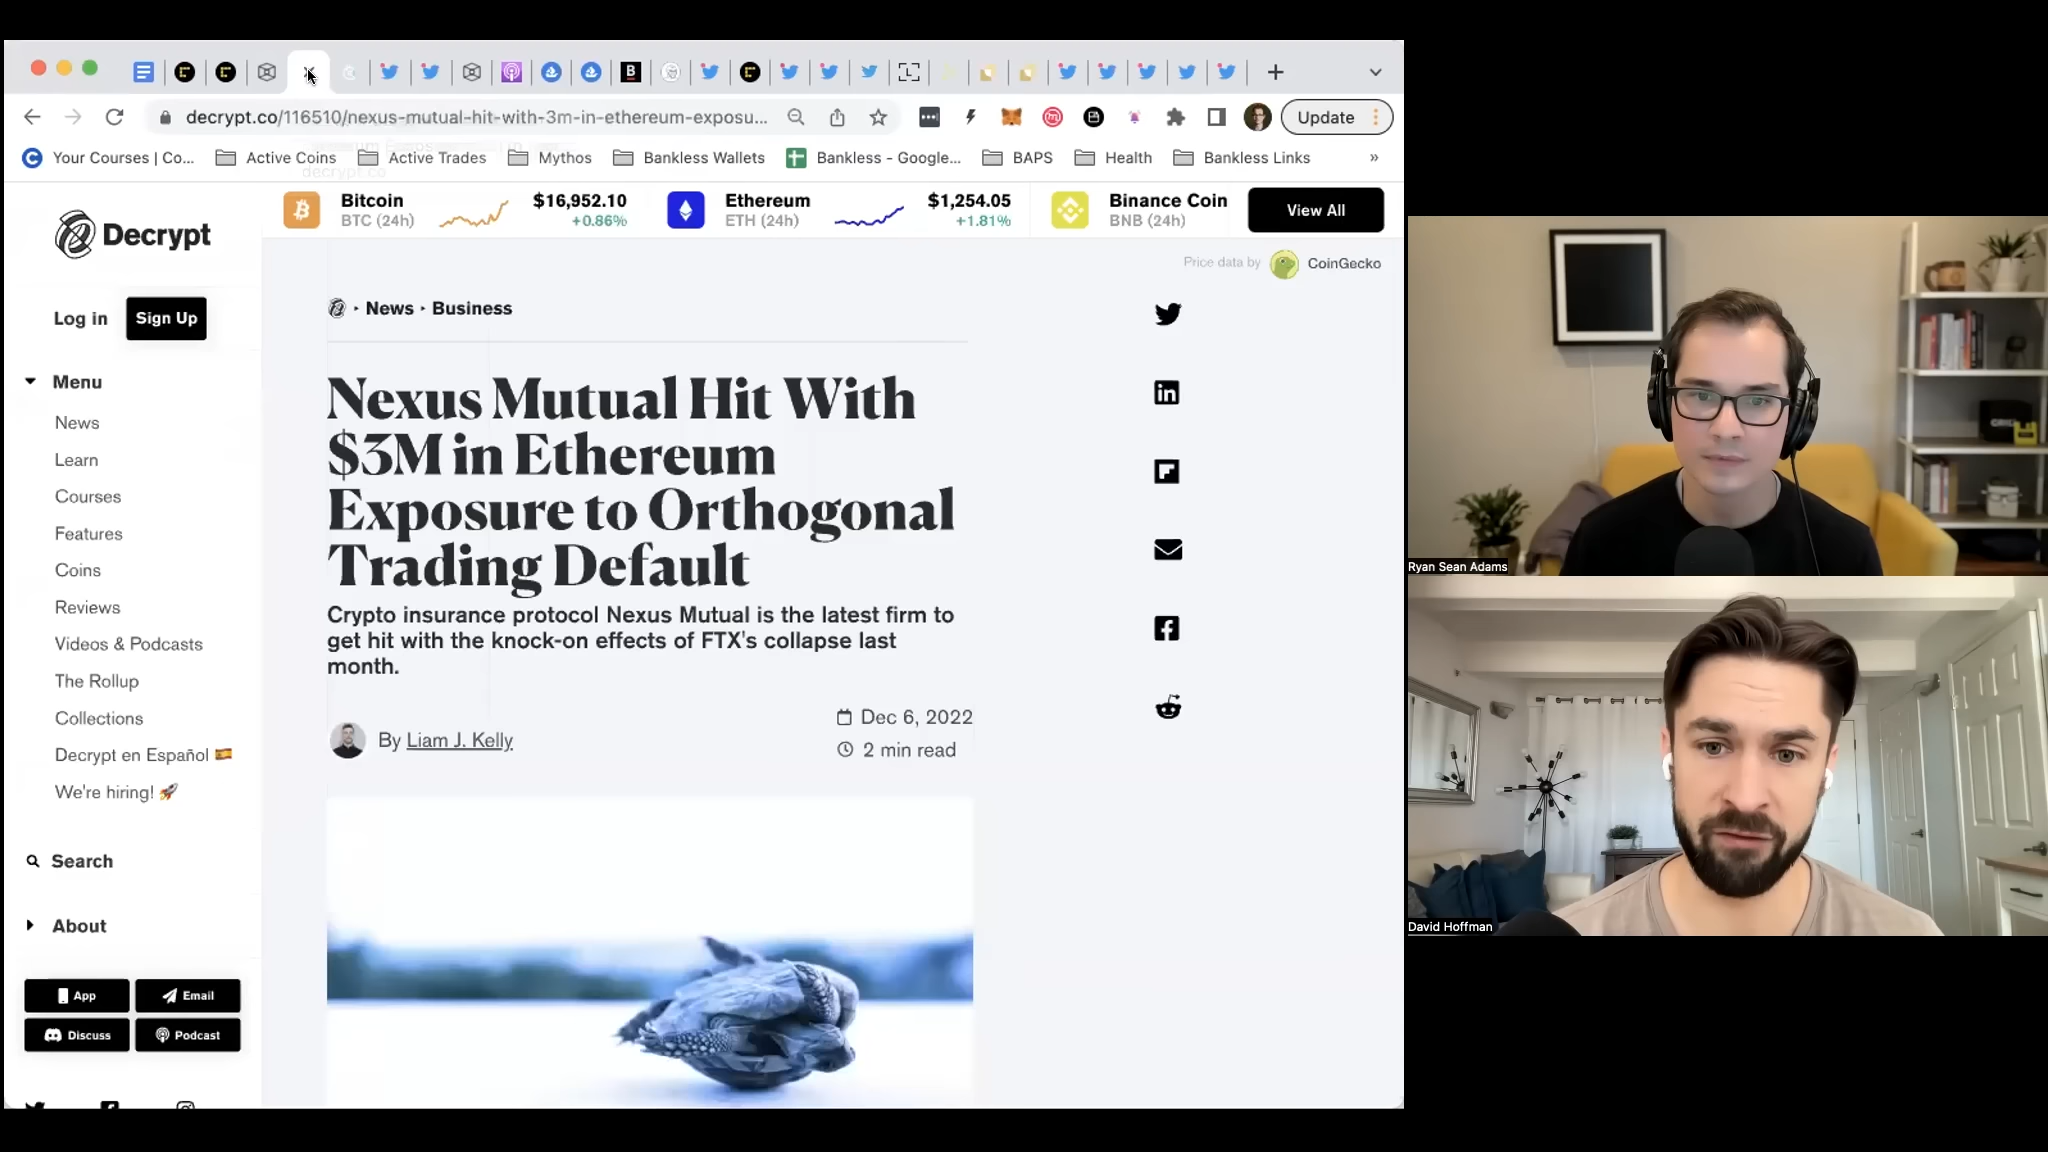 decrypt.co/116510/nexus-mutual-hit-with-3m-in-ethereum-exposu...
Update
Your Courses | Co...
Active Coins
Active Trades
Mythos
Bankless Wallets
Bankless - Google...
BAPS
Health
Bankless Links
»
decrypt.co
Decrypt
Bitcoin
BTC (24h)
$16,952.10
+0.86%
Ethereum
ETH (24h)
$1,254.05
+1.81%
Binance Coin
BNB (24h)
View All
Price data by
CoinGecko
Log in
Sign Up
Menu
News
Learn
Courses
Features
Coins
Reviews
Videos & Podcasts
The Rollup
Collections
Decrypt en Español
We're hiring!
Search
About
App
Email
Discuss
Podcast
News
Business
Nexus Mutual Hit With
$3M in Ethereum
Exposure to Orthogonal
Trading Default
Crypto insurance protocol Nexus Mutual is the latest firm to
get hit with the knock-on effects of FTX's collapse last
month.
By Liam J. Kelly
Dec 6, 2022
2 min read
Ryan Sean Adams
David Hoffman